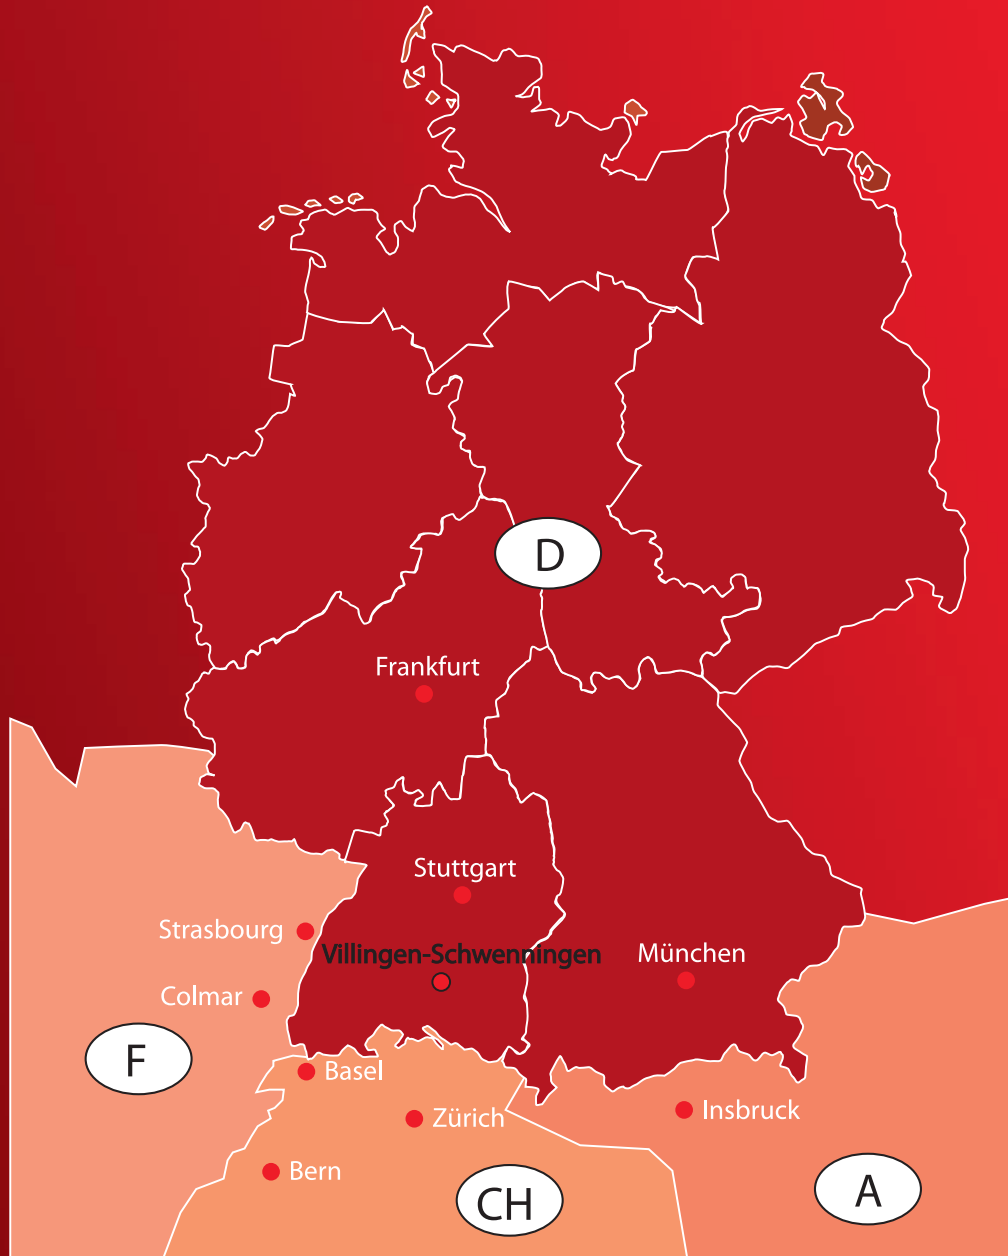 D
Frankfurt
Stuttgart
Strasbourg
Villingen-Schwenningen
München
Colmar
F
Basel
Zürich
Insbruck
Bern
CH
A